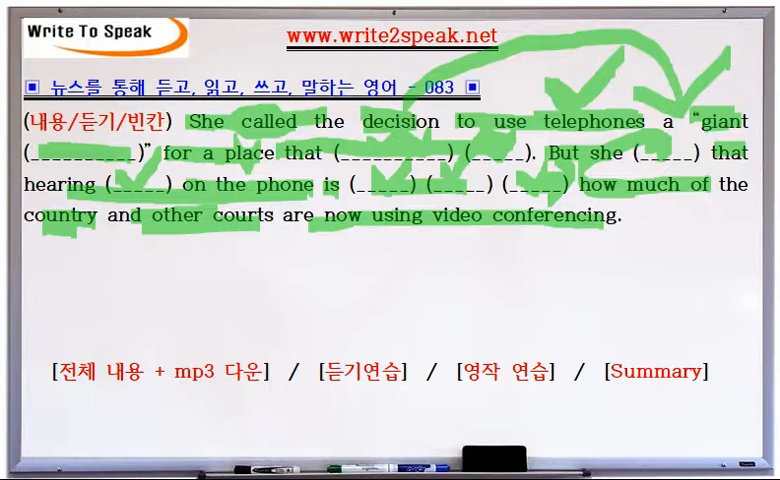 Write To Speak
www.write2speak.net
▣ 뉴스를 통해 듣고, 읽고, 쓰고, 말하는 영어 - 083 ▣
(내용/듣기/빈칸) She called the decision to use telephones a “giant
(__________)” for a place that (__________) (_____). But she (_____) that
hearing (_____) on the phone is (_____) (_____) (_____) how much of the
country and other courts are now using video conferencing.
[전체 내용 + mp3 다운] / [듣기연습] / [영작 연습] / [Summary]